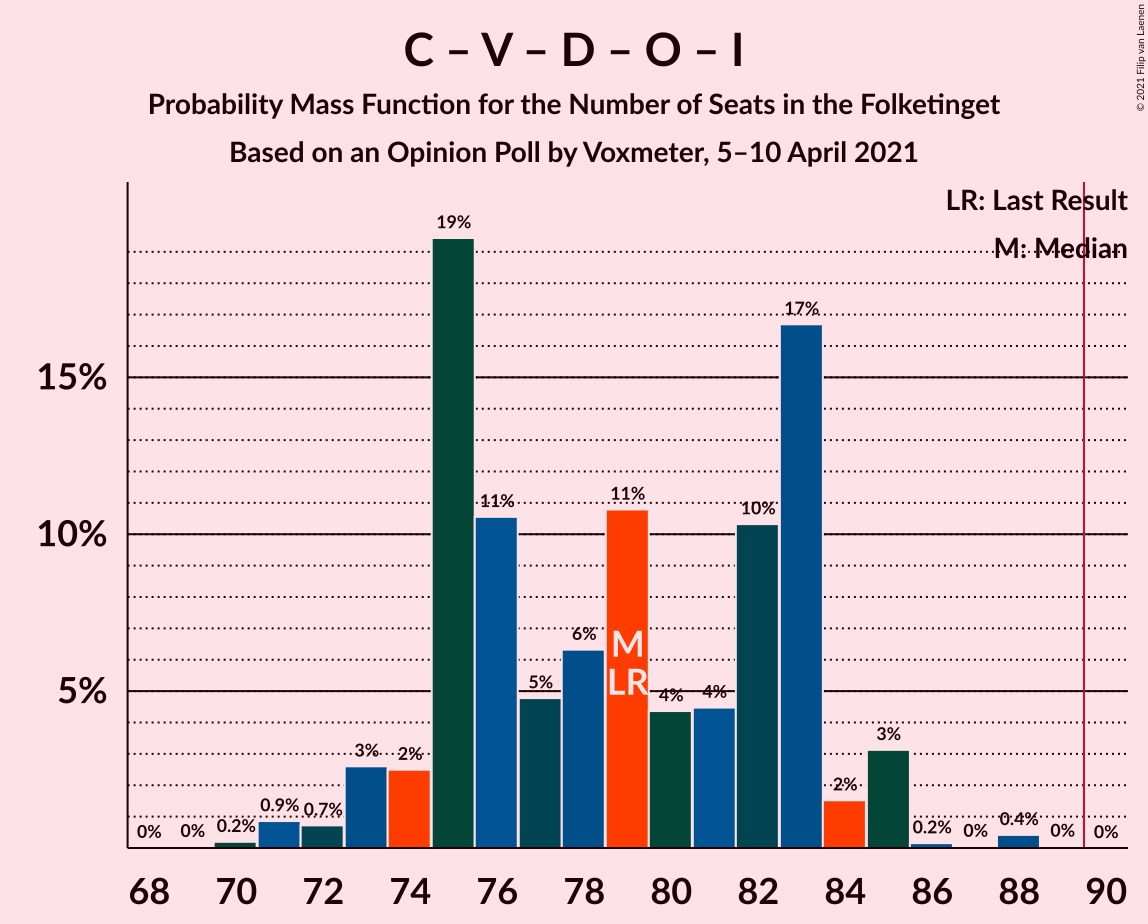 C – V – D – O – I
Probability Mass Function for the Number of Seats in the Folketinget
Based on an Opinion Poll by Voxmeter, 5–10 April 2021
© 2021 Filip van Laenen
LR: Last Result
M: Median
15%
10%
5%
0%
0%
0.2%
0.9%
0.7%
3%
2%
19%
11%
5%
6%
11%
4%
4%
10%
17%
2%
3%
0.2%
0%
0.4%
0%
0%
M
LR
68 70 72 74 76 78 80 82 84 86 88 90